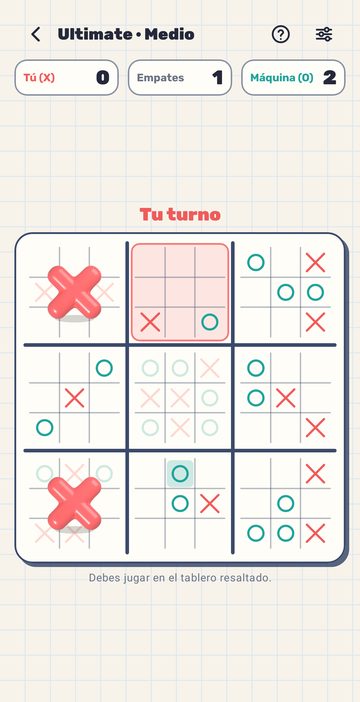 Ultimate • Medio
Tú (X) 0
Empates 1
Máquina (O) 2
Tu turno
Debes jugar en el tablero resaltado.